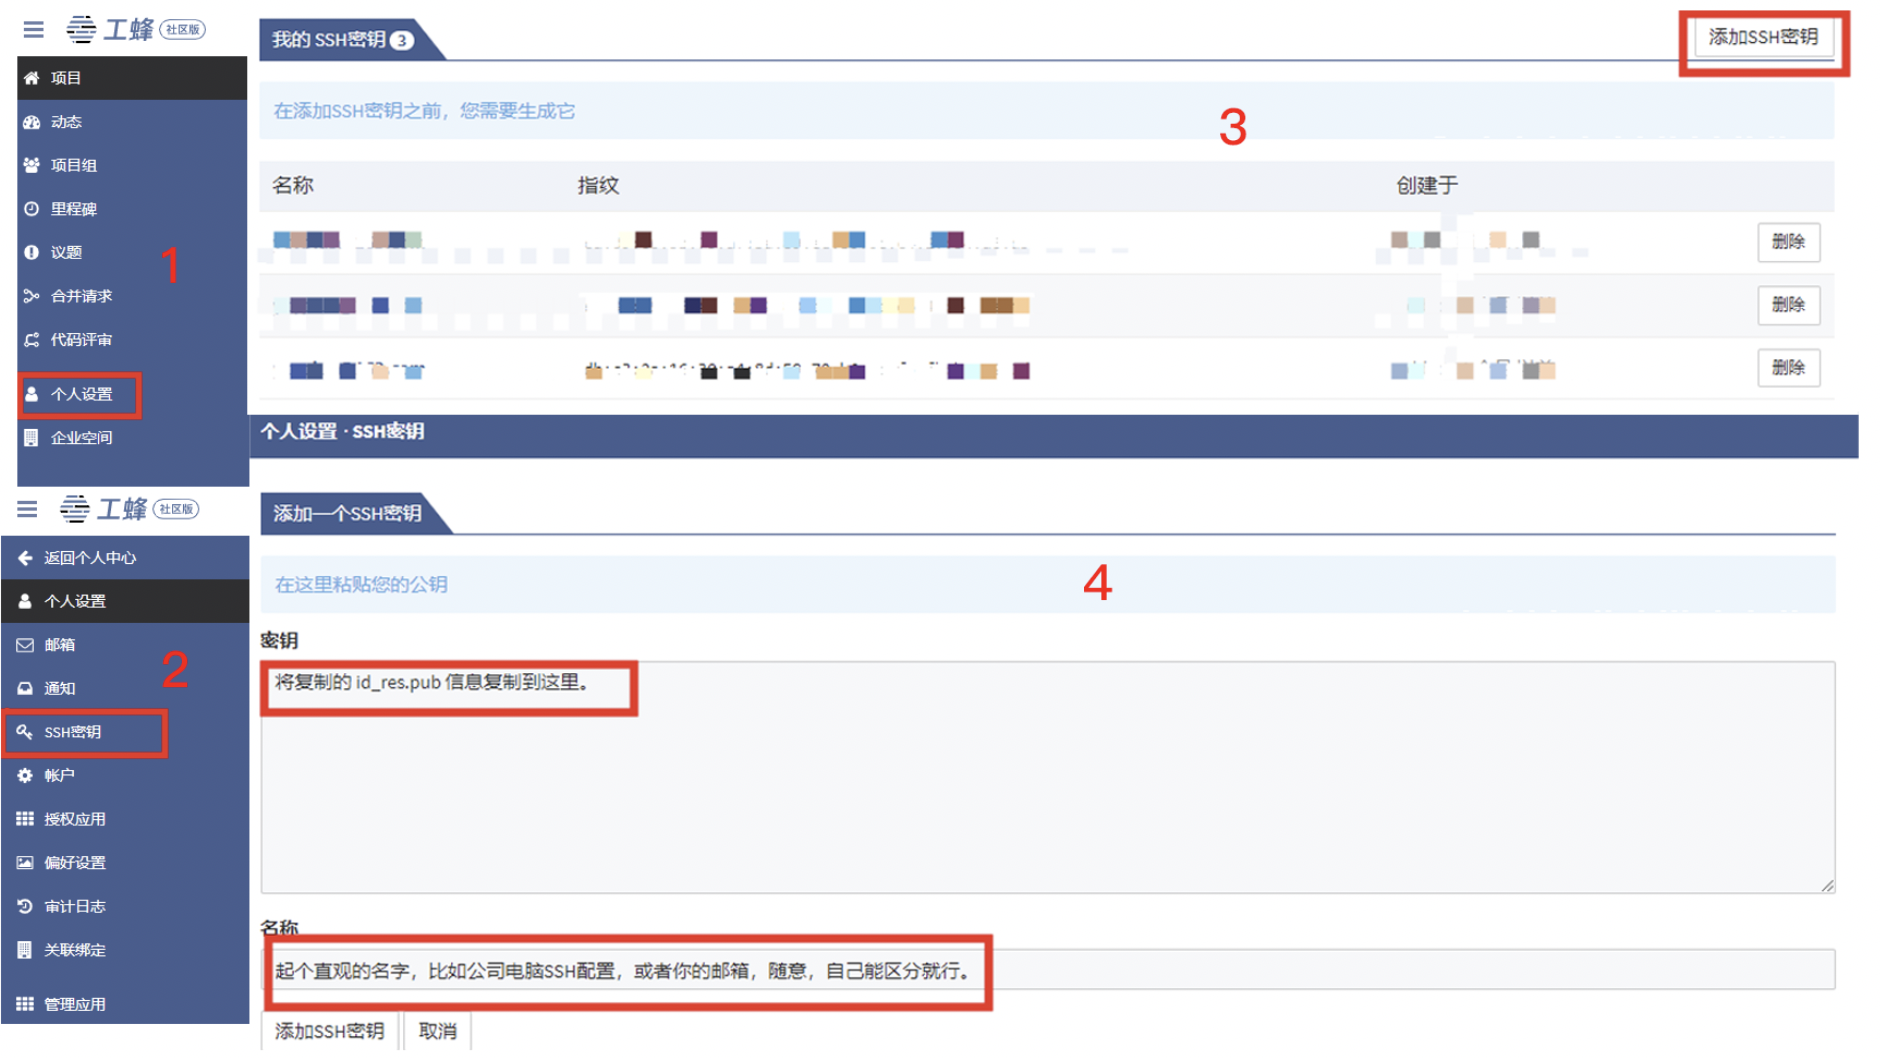 工蜂 社区版
项目
动态
项目组
里程碑
议题
合并请求
代码评审
个人设置
企业空间
1
我的 SSH密钥 3
添加SSH密钥
在添加SSH密钥之前，您需要生成它
3
名称 指纹 创建于
删除
删除
删除
个人设置 · SSH密钥
工蜂 社区版
返回个人中心
个人设置
邮箱
通知
SSH密钥
帐户
授权应用
偏好设置
审计日志
关联绑定
管理应用
2
添加一个SSH密钥
在这里粘贴您的公钥
4
密钥
将复制的 id_res.pub 信息复制到这里。
名称
起个直观的名字，比如公司电脑SSH配置，或者你的邮箱，随意，自己能区分就行。
添加SSH密钥 取消